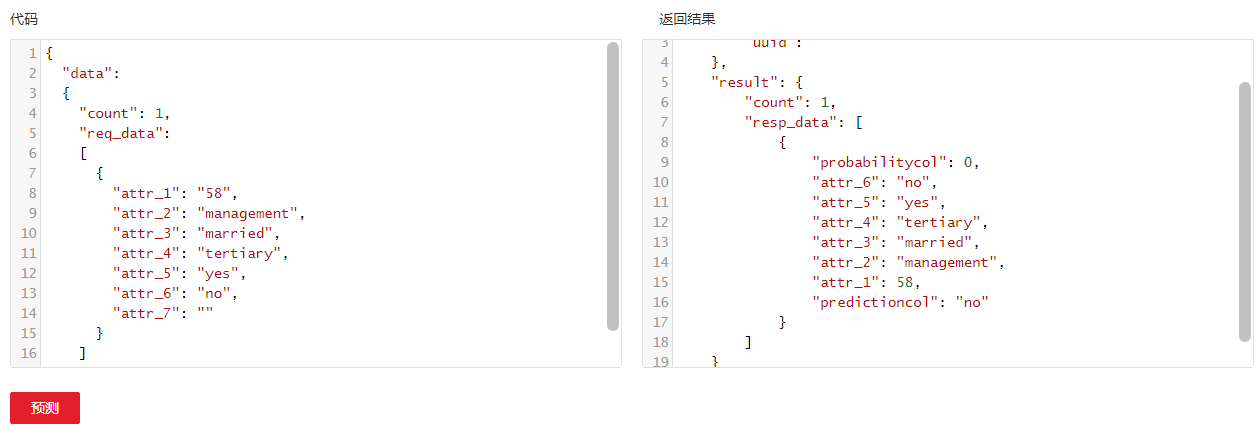 代码
1 {
2 "data":
3 {
4 "count": 1,
5 "req_data":
6 [
7 {
8 "attr_1": "58",
9 "attr_2": "management",
10 "attr_3": "married",
11 "attr_4": "tertiary",
12 "attr_5": "yes",
13 "attr_6": "no",
14 "attr_7": ""
15 }
16 ]
预测
返回结果
3 "uuid":
4 },
5 "result": {
6 "count": 1,
7 "resp_data": [
8 {
9 "probabilitycol": 0,
10 "attr_6": "no",
11 "attr_5": "yes",
12 "attr_4": "tertiary",
13 "attr_3": "married",
14 "attr_2": "management",
15 "attr_1": 58,
16 "predictioncol": "no"
17 }
18 ]
19 }